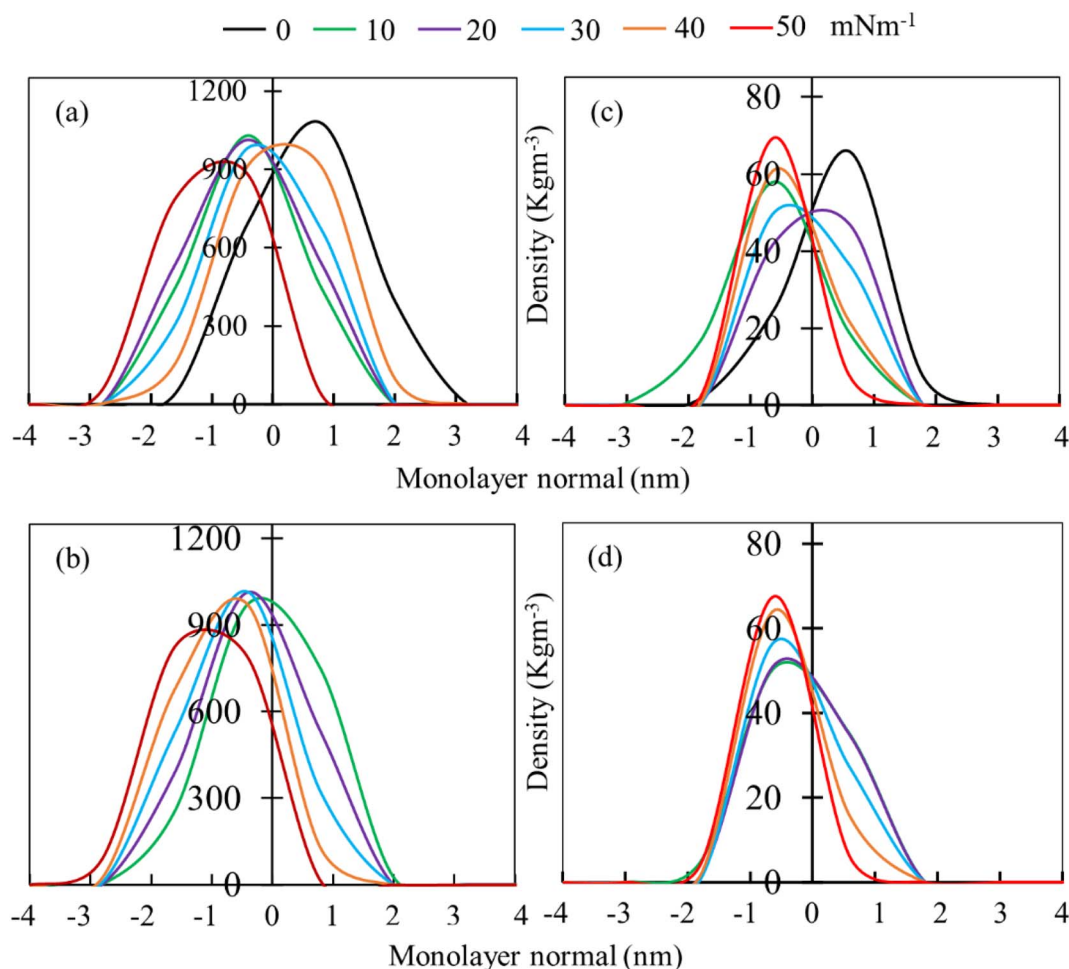 0 10 20 30 40 50 mNm-1
(a)
1200
900
600
300
0
-4 -3 -2 -1 0 1 2 3 4
Density (Kgm-3)
(c)
80
60
40
20
0
-4 -3 -2 -1 0 1 2 3 4
Monolayer normal (nm)
(b)
1200
900
600
300
0
-4 -3 -2 -1 0 1 2 3 4
Density (Kgm-3)
(d)
80
60
40
20
0
-4 -3 -2 -1 0 1 2 3 4
Monolayer normal (nm)